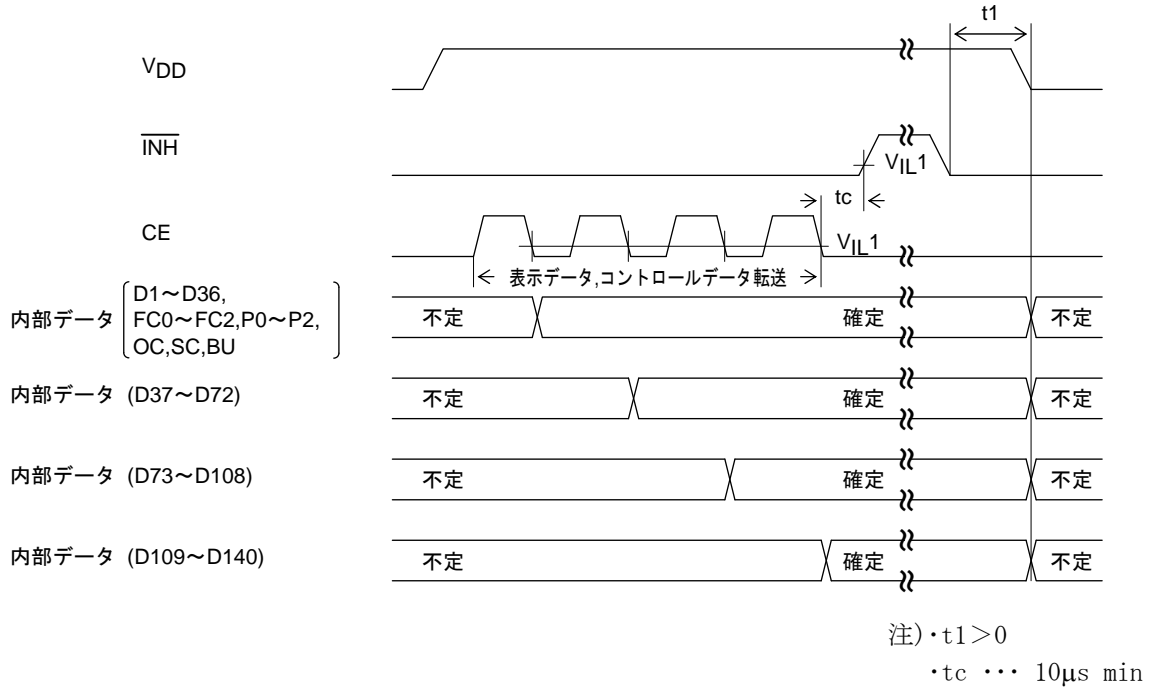 t1
VDD
INH
VIL1
tc
CE
VIL1
表示データ,コントロールデータ転送
内部データ
D1～D36,
FC0～FC2,P0～P2,
OC,SC,BU
不定 確定 不定
内部データ (D37～D72) 不定 確定 不定
内部データ (D73～D108) 不定 確定 不定
内部データ (D109～D140) 不定 確定 不定
注)・t1＞0
・tc ・・・ 10μs min